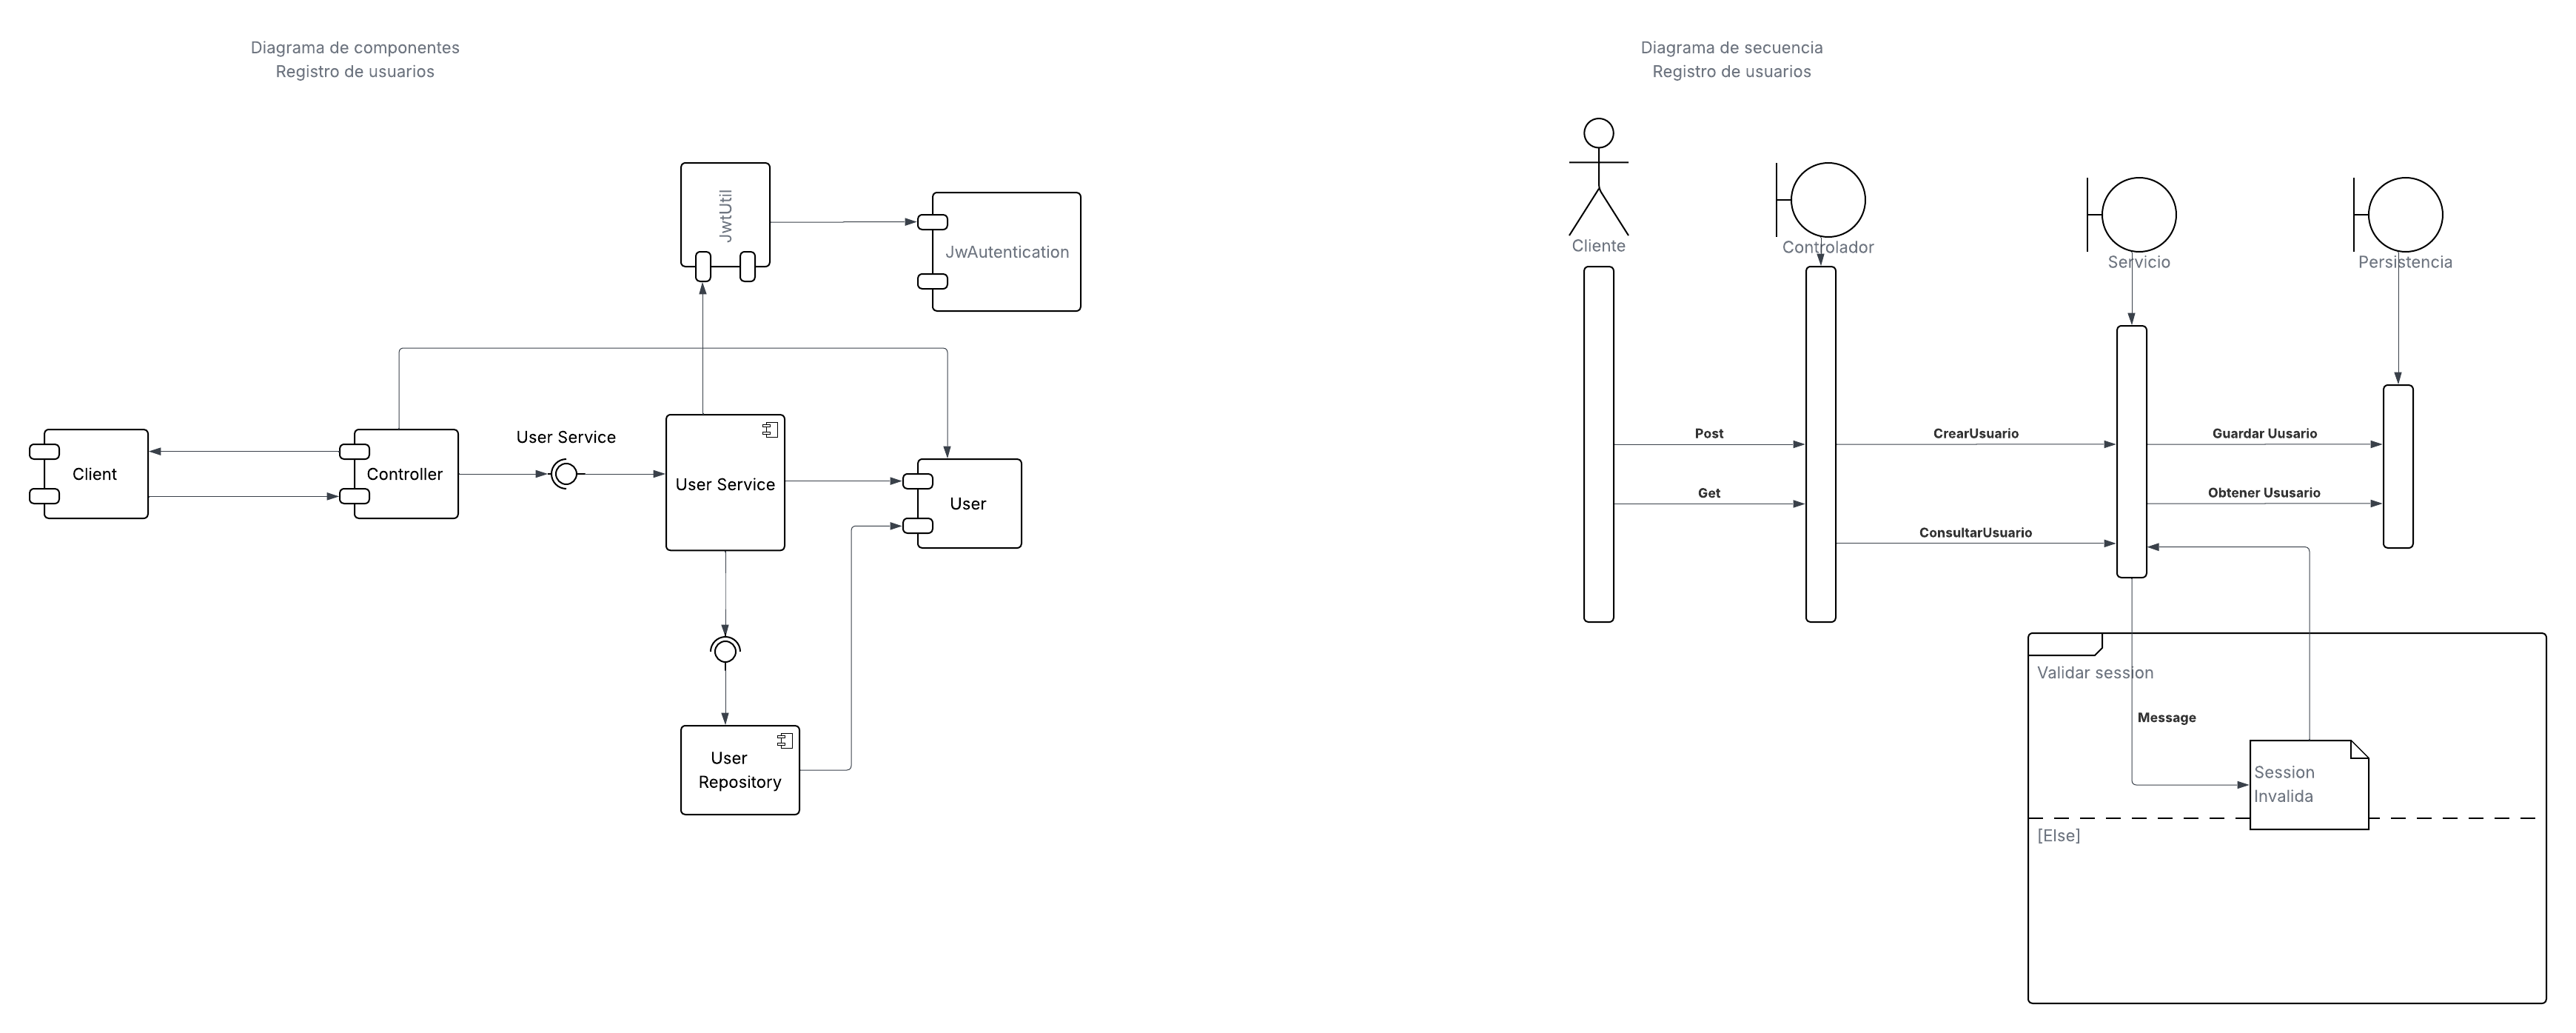 Diagrama de componentes
Registro de usuarios
JwtUtil
JwAutentication
User Service
Client
Controller
User Service
User
User
Repository
Diagrama de secuencia
Registro de usuarios
Cliente
Controlador
Servicio
Persistencia
Post
CrearUsuario
Guardar Uusario
Get
Obtener Ususario
ConsultarUsuario
Validar session
Message
Session
Invalida
[Else]